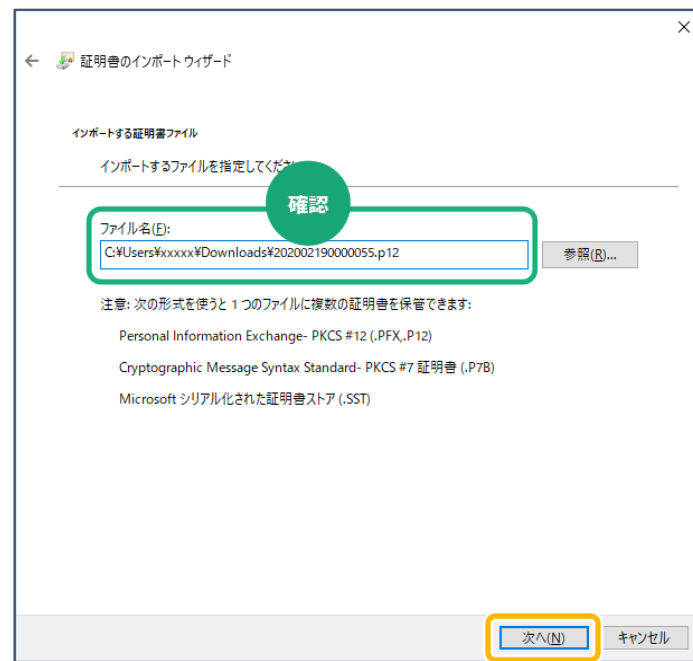 証明書のインポート ウィザード
インポートする証明書ファイル
インポートするファイルを指定してくだ
確認
ファイル名(F):
C:¥Users¥xxxxx¥Downloads¥202002190000055.p12
参照(R)...
注意: 次の形式を使うと 1 つのファイルに複数の証明書を保管できます:
Personal Information Exchange- PKCS #12 (.PFX,.P12)
Cryptographic Message Syntax Standard- PKCS #7 証明書 (.P7B)
Microsoft シリアル化された証明書ストア (.SST)
次へ(N)
キャンセル